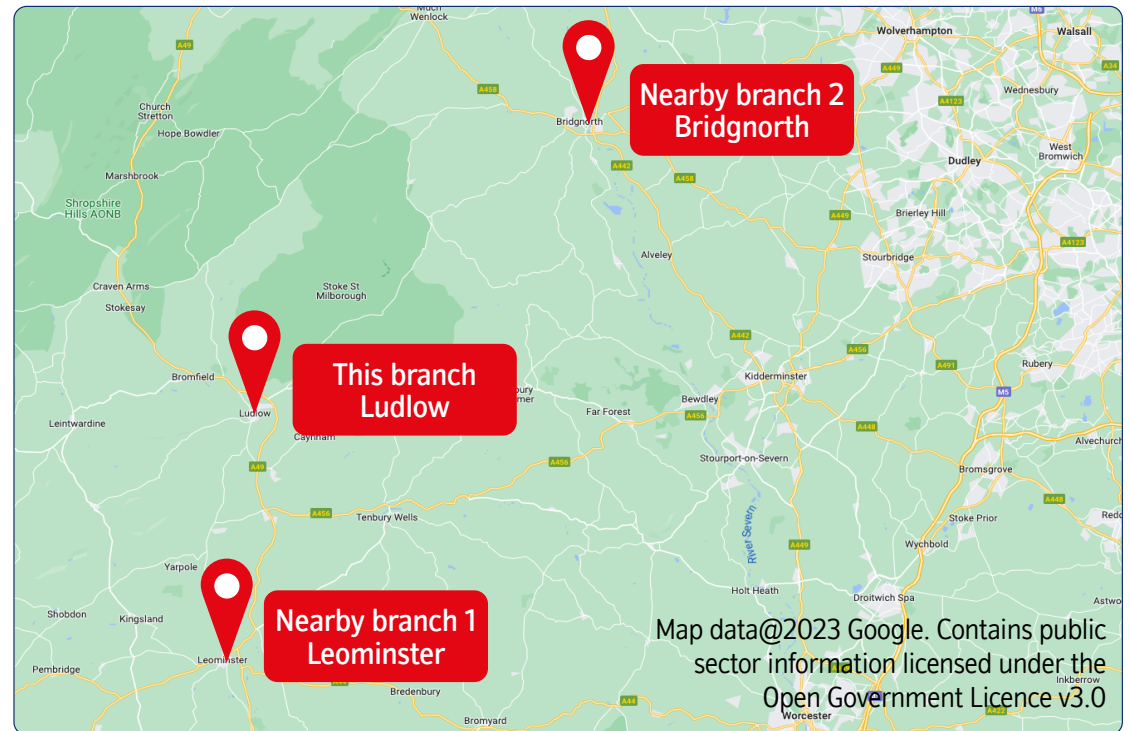 Much
Wenlock
M6
Wolverhampton
Walsall
A49
A449
A34
A458
Nearby branch 2
Bridgnorth
Wednesbury
A4123
Church
Stretton
Hope Bowdler
Bridgnorth
West
Bromwich
Dudley
A442
Marshbrook
A458
Shropshire
Hills AONB
A449
Brierley Hill
A4123
Alveley
Stourbridge
Craven Arms
Stoke St
Milborough
Stokesay
A442
A456
This branch
Ludlow
A491
Rubery
Bromfield
Kidderminster
M5
Bewdley
Far Forest
Ludlow
A456
Leintwardine
A448
Caynham
Alvechurch
A49
A456
Stourport-on-Severn
Bromsgrove
A448
A456
Tenbury Wells
Stoke Prior
River Severn
A449
Wychbold
Yarpole
Holt Heath
Droitwich Spa
Shobdon
Kingsland
Nearby branch 1
Leominster
Map data@2023 Google. Contains public
sector information licensed under the
Open Government Licence v3.0
Leominster
Pembridge
Inkberrow
Bredenbury
A44
Bromyard
Worcester
A422